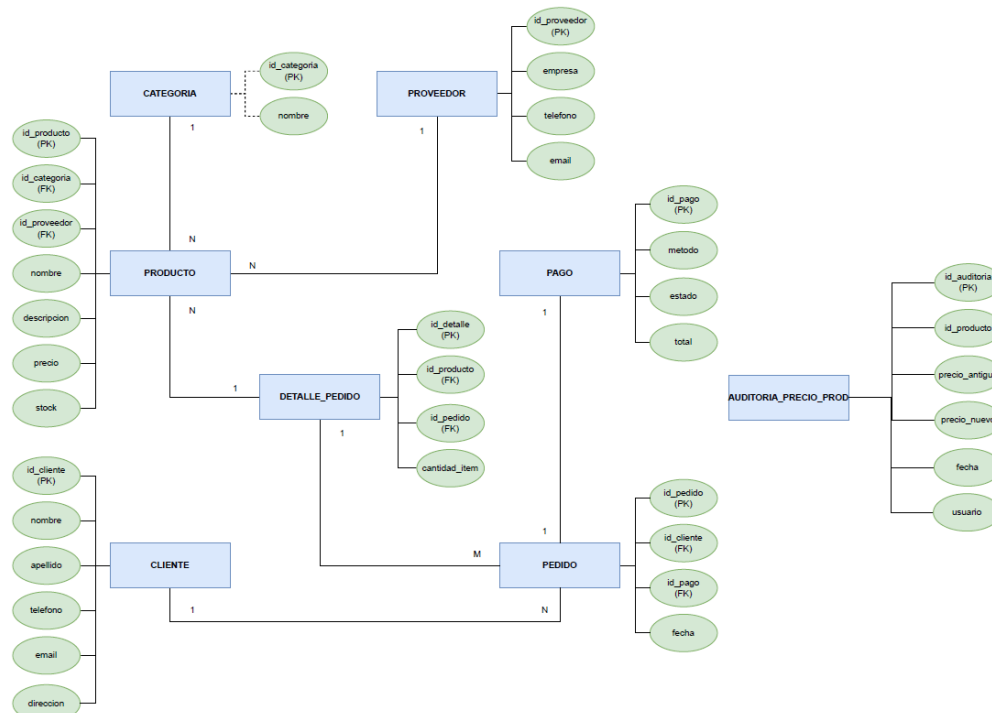 CATEGORIA
id_categoria
(PK)
nombre
1
PROVEEDOR
id_proveedor
(PK)
empresa
telefono
email
1
id_producto
(PK)
id_categoria
(FK)
id_proveedor
(FK)
nombre
descripcion
precio
stock
N
PRODUCTO
N
N
PAGO
id_pago
(PK)
metodo
estado
total
1
1
DETALLE_PEDIDO
1
id_detalle
(PK)
id_producto
(FK)
id_pedido
(FK)
cantidad_item
AUDITORIA_PRECIO_PROD
id_auditoria
(PK)
id_producto
precio_antigu
precio_nuevo
fecha
usuario
id_cliente
(PK)
nombre
apellido
telefono
email
direccion
CLIENTE
1
M
1
PEDIDO
N
id_pedido
(PK)
id_cliente
(FK)
id_pago
(FK)
fecha